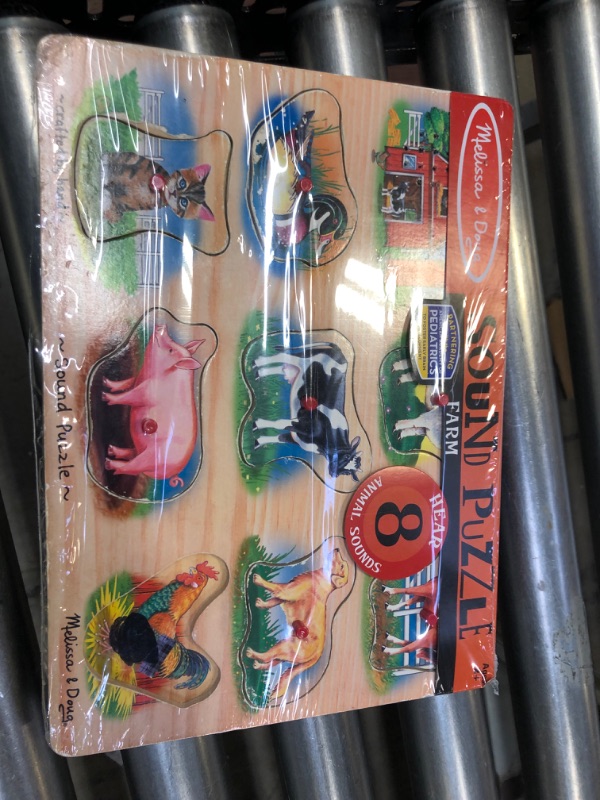 Melissa & Doug
SOUND PUZZLE
FARM
PARTNERING
PEDIATRICS
HEAR
8
ANIMAL SOUNDS
~ Sound Puzzle ~
Melissa & Doug